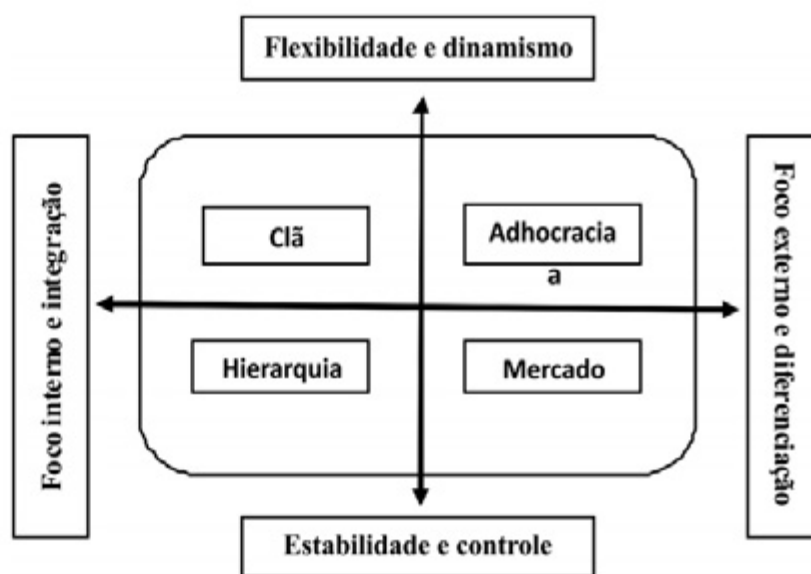 Flexibilidade e dinamismo
Foco interno e integração
Clã
Adhocracia
a
Foco externo e diferenciação
Hierarquia
Mercado
Estabilidade e controle